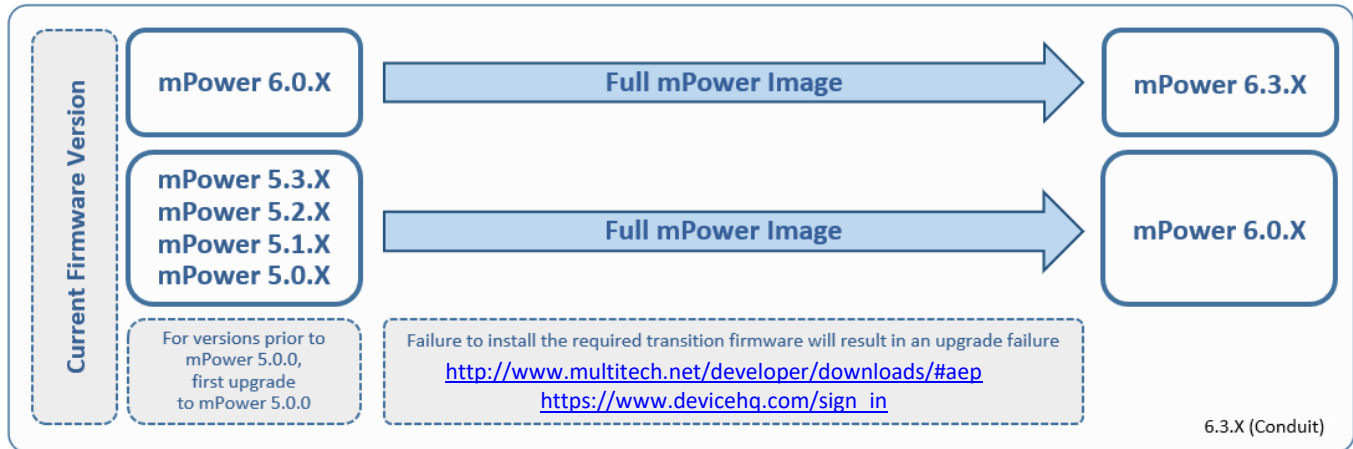 Current Firmware Version
mPower 6.0.X
Full mPower Image
mPower 6.3.X
mPower 5.3.X
mPower 5.2.X
mPower 5.1.X
mPower 5.0.X
Full mPower Image
mPower 6.0.X
For versions prior to
mPower 5.0.0,
first upgrade
to mPower 5.0.0
Failure to install the required transition firmware will result in an upgrade failure
http://www.multitech.net/developer/downloads/#aep
https://www.devicehq.com/sign_in
6.3.X (Conduit)